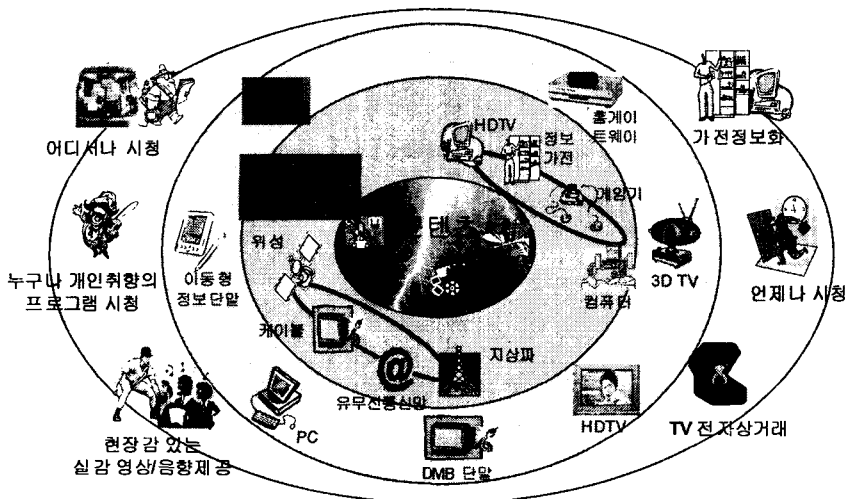 어디서나 시청
HDTV
정보
가전
홈게이
트웨이
가전정보화
게임기
위성
누구나 개인취향의
프로그램 시청
이동형
정보단말
컴퓨터
3D TV
언제나 시청
케이블
@
지상파
유무선통신망
PC
HDTV
TV 전자상거래
현장감 있는
실감 영상/음향제공
DMB 단말